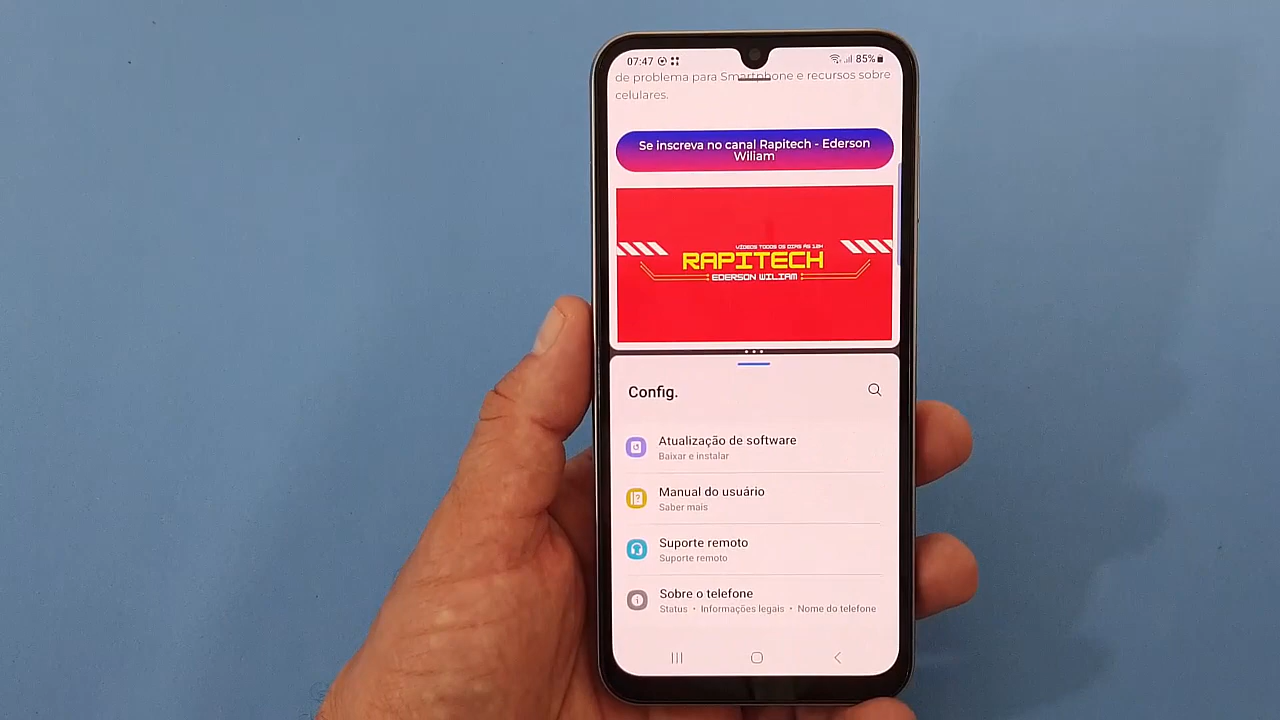 07:47
85%
de problema para Smartphone e recursos sobre
celulares.
Se inscreva no canal Rapitech - Ederson
Wiliam
VÍDEOS TODOS OS DIAS ÀS 18H
RAPITECH
EDERSON WILIAM
Config.
Atualização de software
Baixar e instalar
Manual do usuário
Saber mais
Suporte remoto
Suporte remoto
Sobre o telefone
Status • Informações legais • Nome do telefone